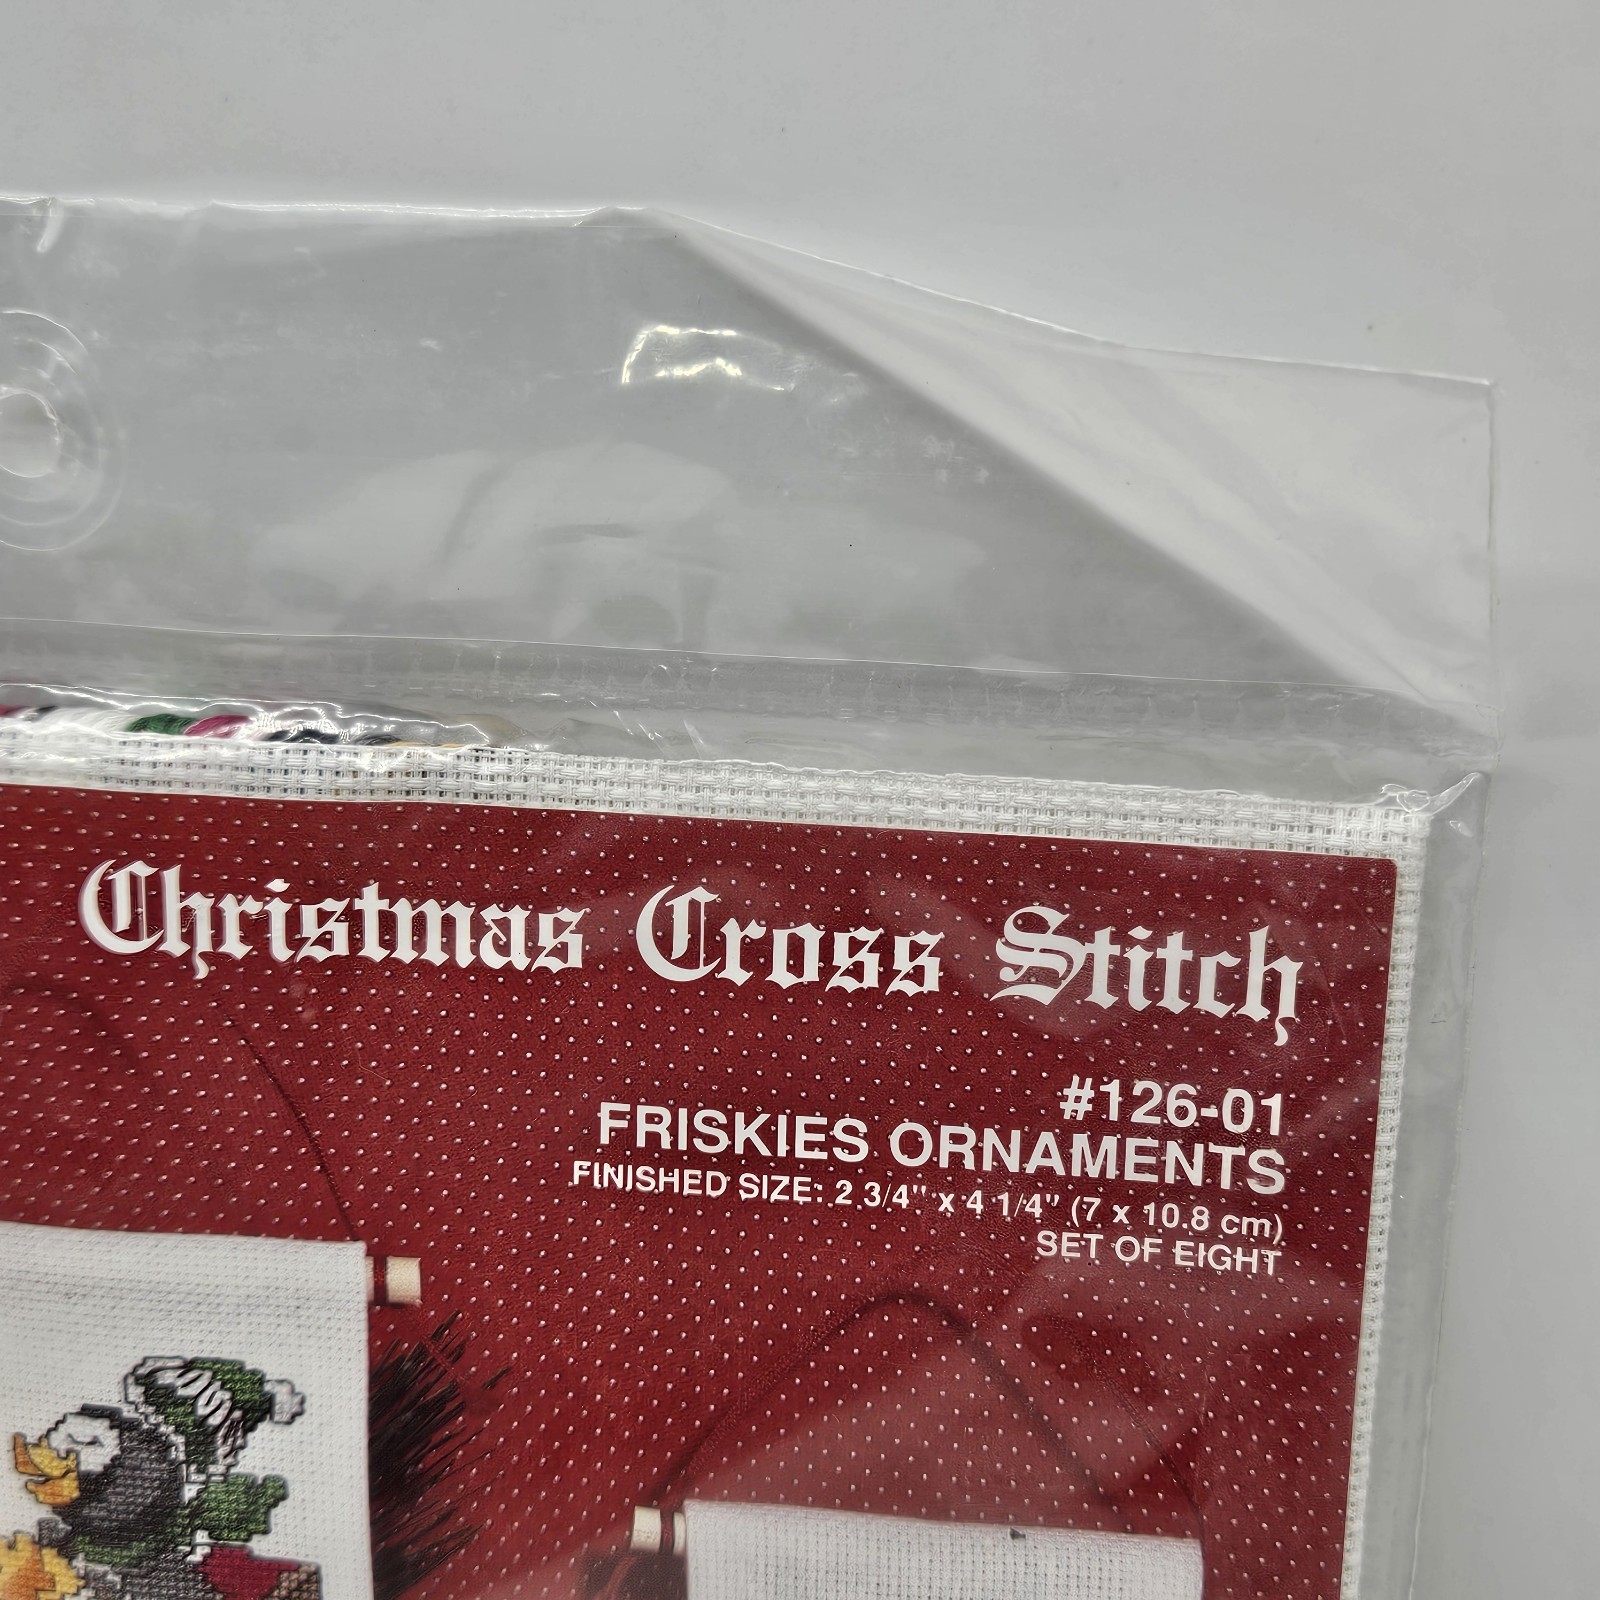 Christmas Cross Stitch
#126-01
FRISKIES ORNAMENTS
FINISHED SIZE: 2 3/4" x 4 1/4" (7 x 10.8 cm)
SET OF EIGHT